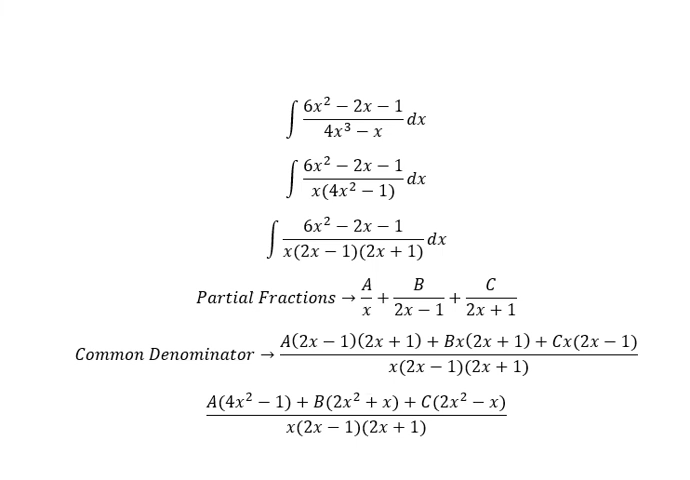 ∫ (6x² − 2x − 1)/(4x³ − x) dx
∫ (6x² − 2x − 1)/(x(4x² − 1)) dx
∫ (6x² − 2x − 1)/(x(2x − 1)(2x + 1)) dx
Partial Fractions → A/x + B/(2x − 1) + C/(2x + 1)
Common Denominator → (A(2x − 1)(2x + 1) + Bx(2x + 1) + Cx(2x − 1))/(x(2x − 1)(2x + 1))
(A(4x² − 1) + B(2x² + x) + C(2x² − x))/(x(2x − 1)(2x + 1))